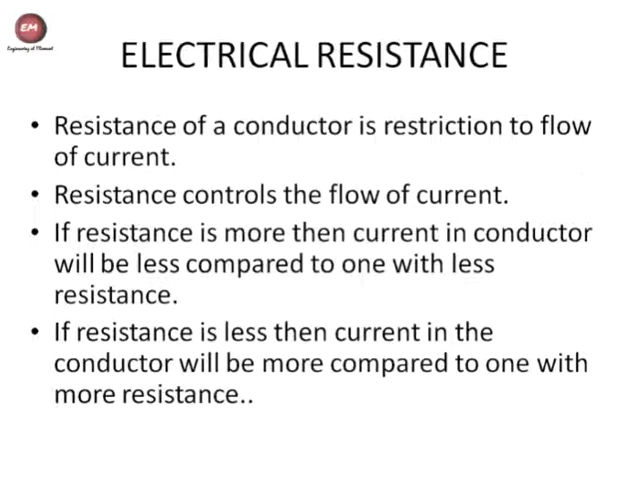 EM
ELECTRICAL RESISTANCE
• Resistance of a conductor is restriction to flow
of current.
• Resistance controls the flow of current.
• If resistance is more then current in conductor
will be less compared to one with less
resistance.
• If resistance is less then current in the
conductor will be more compared to one with
more resistance..